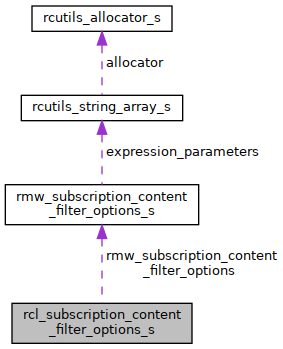 rcutils_allocator_s
allocator
rcutils_string_array_s
expression_parameters
rmw_subscription_content
_filter_options_s
rmw_subscription_content
_filter_options
rcl_subscription_content
_filter_options_s